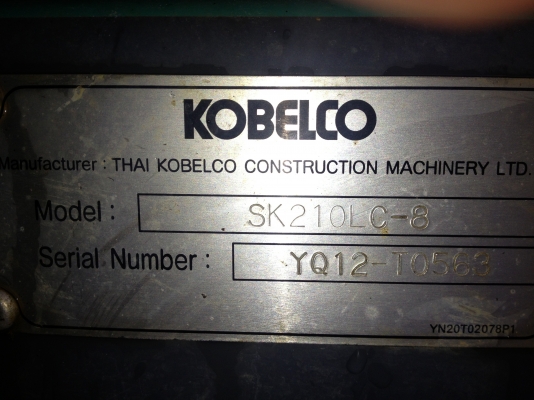 KOBELCO
Manufacturer : THAI KOBELCO CONSTRUCTION MACHINERY LTD.
Model : SK210LC-8
Serial Number : YQ12-T0563
YN20T02078P1